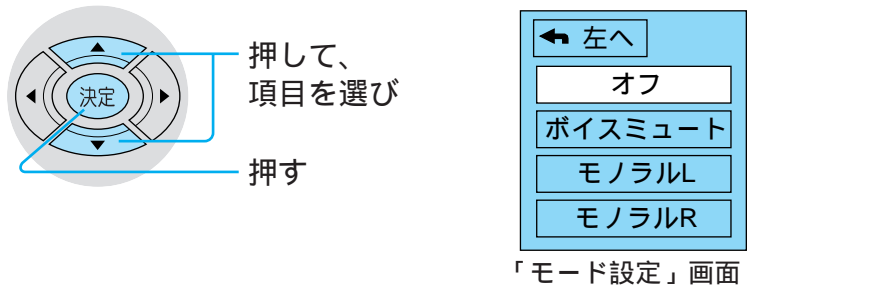 決定
押して、
項目を選び
押す
左へ
オフ
ボイスミュート
モノラルL
モノラルR
「モード設定」画面